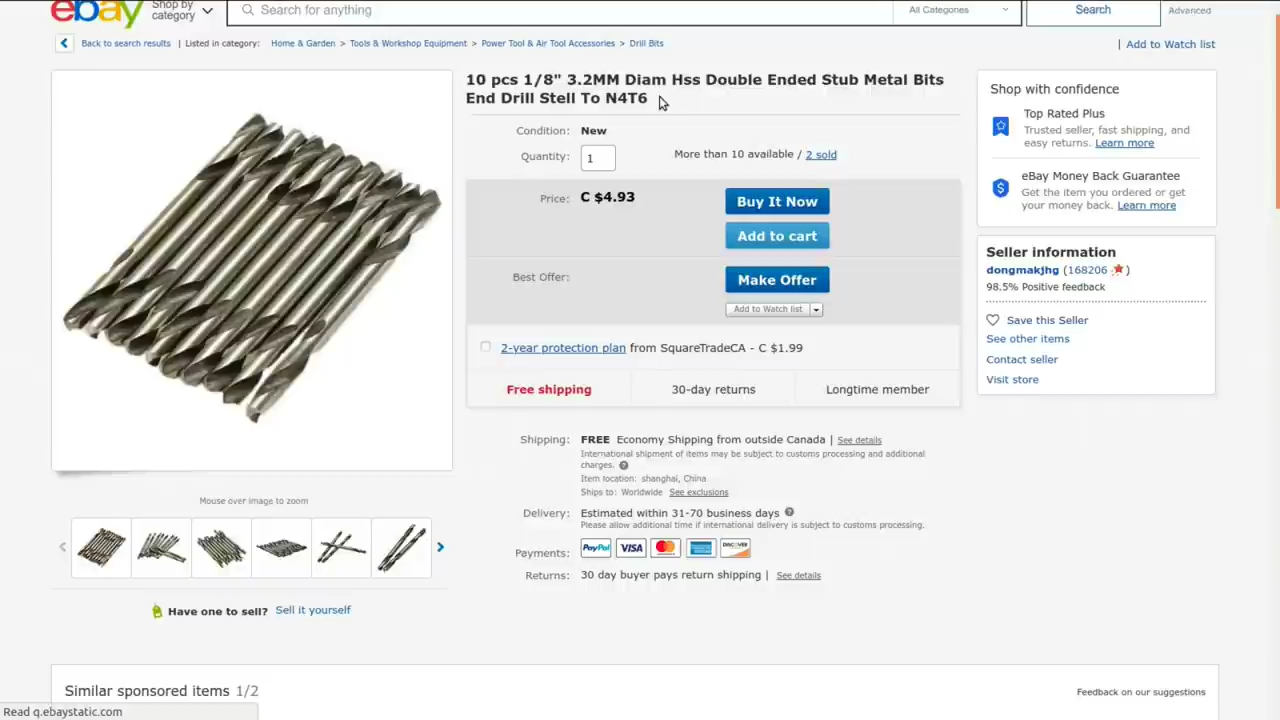 ebay
Shop by
category
Search for anything
All Categories
Search
Advanced
Back to search results | Listed in category: Home & Garden > Tools & Workshop Equipment > Power Tool & Air Tool Accessories > Drill Bits
| Add to Watch list
10 pcs 1/8" 3.2MM Diam Hss Double Ended Stub Metal Bits
End Drill Stell To N4T6
Condition: New
Quantity: 1
More than 10 available / 2 sold
Price: C $4.93
Buy It Now
Add to cart
Best Offer:
Make Offer
Add to Watch list
2-year protection plan from SquareTradeCA - C $1.99
Free shipping
30-day returns
Longtime member
Shipping: FREE Economy Shipping from outside Canada | See details
International shipment of items may be subject to customs processing and additional
charges.
Item location: shanghai, China
Ships to: Worldwide See exclusions
Delivery: Estimated within 31-70 business days
Please allow additional time if international delivery is subject to customs processing.
Payments: PayPal VISA MasterCard DISCOVER
Returns: 30 day buyer pays return shipping | See details
Shop with confidence
Top Rated Plus
Trusted seller, fast shipping, and
easy returns. Learn more
eBay Money Back Guarantee
Get the item you ordered or get
your money back. Learn more
Seller information
dongmakjhg (168206 )
98.5% Positive feedback
Save this Seller
See other items
Contact seller
Visit store
Mouse over image to zoom
Have one to sell? Sell it yourself
Similar sponsored items 1/2
Feedback on our suggestions
Read q.ebaystatic.com